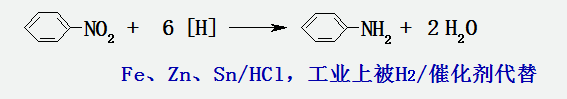 NO₂ + 6 [H] NH₂ + 2 H₂O
Fe、Zn、Sn/HCl，工业上被H₂/催化剂代替